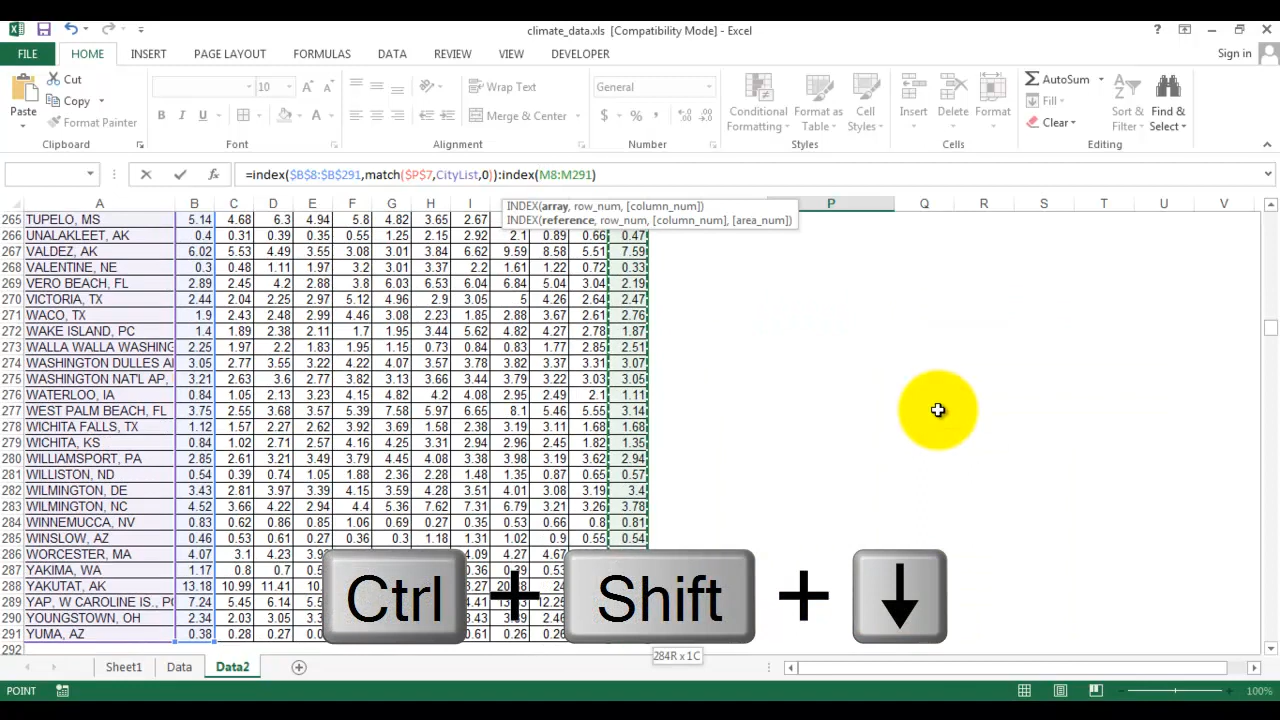 climate_data.xls [Compatibility Mode] - Excel
FILE HOME INSERT PAGE LAYOUT FORMULAS DATA REVIEW VIEW DEVELOPER Sign in
Paste Cut Copy Format Painter
Clipboard
10 B I U A A A
Font
Wrap Text
Merge & Center
Alignment
General
$ % ,
Number
Conditional Formatting Format as Table Cell Styles
Styles
Insert Delete Format
Cells
AutoSum Fill Clear Sort & Filter Find & Select
Editing
=index($B$8:$B$291,match($P$7,CityList,0)):index(M8:M291)
INDEX(array, row_num, [column_num])
INDEX(reference, row_num, [column_num], [area_num])
A B C D E F G H I P Q R S T U V
265 TUPELO, MS 5.14 4.68 6.3 4.94 5.8 4.82 3.65 2.67
266 UNALAKLEET, AK 0.4 0.31 0.39 0.35 0.55 1.25 2.15 2.92 2.1 0.89 0.66 0.47
267 VALDEZ, AK 6.02 5.53 4.49 3.55 3.08 3.01 3.84 6.62 9.59 8.58 5.51 7.59
268 VALENTINE, NE 0.3 0.48 1.11 1.97 3.2 3.01 3.37 2.2 1.61 1.22 0.72 0.33
269 VERO BEACH, FL 2.89 2.45 4.2 2.88 3.8 6.03 6.53 6.04 6.84 5.04 3.04 2.19
270 VICTORIA, TX 2.44 2.04 2.25 2.97 5.12 4.96 2.9 3.05 5 4.26 2.64 2.47
271 WACO, TX 1.9 2.43 2.48 2.99 4.46 3.08 2.23 1.85 2.88 3.67 2.61 2.76
272 WAKE ISLAND, PC 1.4 1.89 2.38 2.11 1.7 1.95 3.44 5.62 4.82 4.27 2.78 1.87
273 WALLA WALLA WASHING 2.25 1.97 2.2 1.83 1.95 1.15 0.73 0.84 0.83 1.77 2.85 2.51
274 WASHINGTON DULLES AI 3.05 2.77 3.55 3.22 4.22 4.07 3.57 3.78 3.82 3.37 3.31 3.07
275 WASHINGTON NAT'L AP, 3.21 2.63 3.6 2.77 3.82 3.13 3.66 3.44 3.79 3.22 3.03 3.05
276 WATERLOO, IA 0.84 1.05 2.13 3.23 4.15 4.82 4.2 4.08 2.95 2.49 2.1 1.11
277 WEST PALM BEACH, FL 3.75 2.55 3.68 3.57 5.39 7.58 5.97 6.65 8.1 5.46 5.55 3.14
278 WICHITA FALLS, TX 1.12 1.57 2.27 2.62 3.92 3.69 1.58 2.38 3.19 3.11 1.68 1.68
279 WICHITA, KS 0.84 1.02 2.71 2.57 4.16 4.25 3.31 2.94 2.96 2.45 1.82 1.35
280 WILLIAMSPORT, PA 2.85 2.61 3.21 3.49 3.79 4.45 4.08 3.38 3.98 3.19 3.62 2.94
281 WILLISTON, ND 0.54 0.39 0.74 1.05 1.88 2.36 2.28 1.48 1.35 0.87 0.65 0.57
282 WILMINGTON, DE 3.43 2.81 3.97 3.39 4.15 3.59 4.28 3.51 4.01 3.08 3.19 3.4
283 WILMINGTON, NC 4.52 3.66 4.22 2.94 4.4 5.36 7.62 7.31 6.79 3.21 3.26 3.78
284 WINNEMUCCA, NV 0.83 0.62 0.86 0.85 1.06 0.69 0.27 0.35 0.53 0.66 0.8 0.81
285 WINSLOW, AZ 0.46 0.53 0.61 0.27 0.36 0.3 1.18 1.31 1.02 0.9 0.55 0.54
286 WORCESTER, MA 4.07 3.1 4.23 4.09 4.27 4.67
287 YAKIMA, WA 1.17 0.8 0.7
288 YAKUTAT, AK 13.18 10.99 11.41
289 YAP, W CAROLINE IS., PC 7.24 5.45 6.14
290 YOUNGSTOWN, OH 2.34 2.03 3.05
291 YUMA, AZ 0.38 0.28 0.27 0.61 0.26 0.26
292
Ctrl + Shift + ↓
284R x 1C
Sheet1 Data Data2
POINT 100%